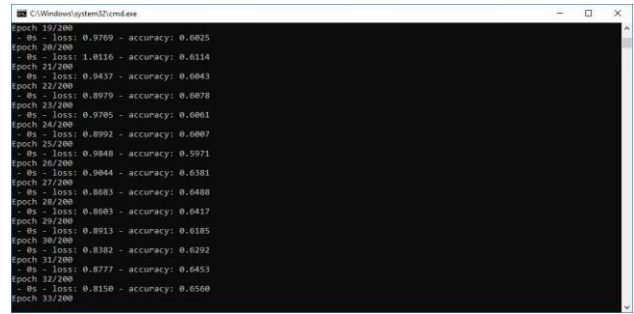 C:\Windows\system32\cmd.exe
Epoch 19/200
- 0s - loss: 0.9769 - accuracy: 0.6025
Epoch 20/200
- 0s - loss: 1.0116 - accuracy: 0.6114
Epoch 21/200
- 0s - loss: 0.9437 - accuracy: 0.6043
Epoch 22/200
- 0s - loss: 0.8979 - accuracy: 0.6078
Epoch 23/200
- 0s - loss: 0.9705 - accuracy: 0.6061
Epoch 24/200
- 0s - loss: 0.8992 - accuracy: 0.6007
Epoch 25/200
- 0s - loss: 0.9848 - accuracy: 0.5971
Epoch 26/200
- 0s - loss: 0.9044 - accuracy: 0.6381
Epoch 27/200
- 0s - loss: 0.8683 - accuracy: 0.6488
Epoch 28/200
- 0s - loss: 0.8603 - accuracy: 0.6417
Epoch 29/200
- 0s - loss: 0.8913 - accuracy: 0.6185
Epoch 30/200
- 0s - loss: 0.8382 - accuracy: 0.6292
Epoch 31/200
- 0s - loss: 0.8777 - accuracy: 0.6453
Epoch 32/200
- 0s - loss: 0.8150 - accuracy: 0.6560
Epoch 33/200